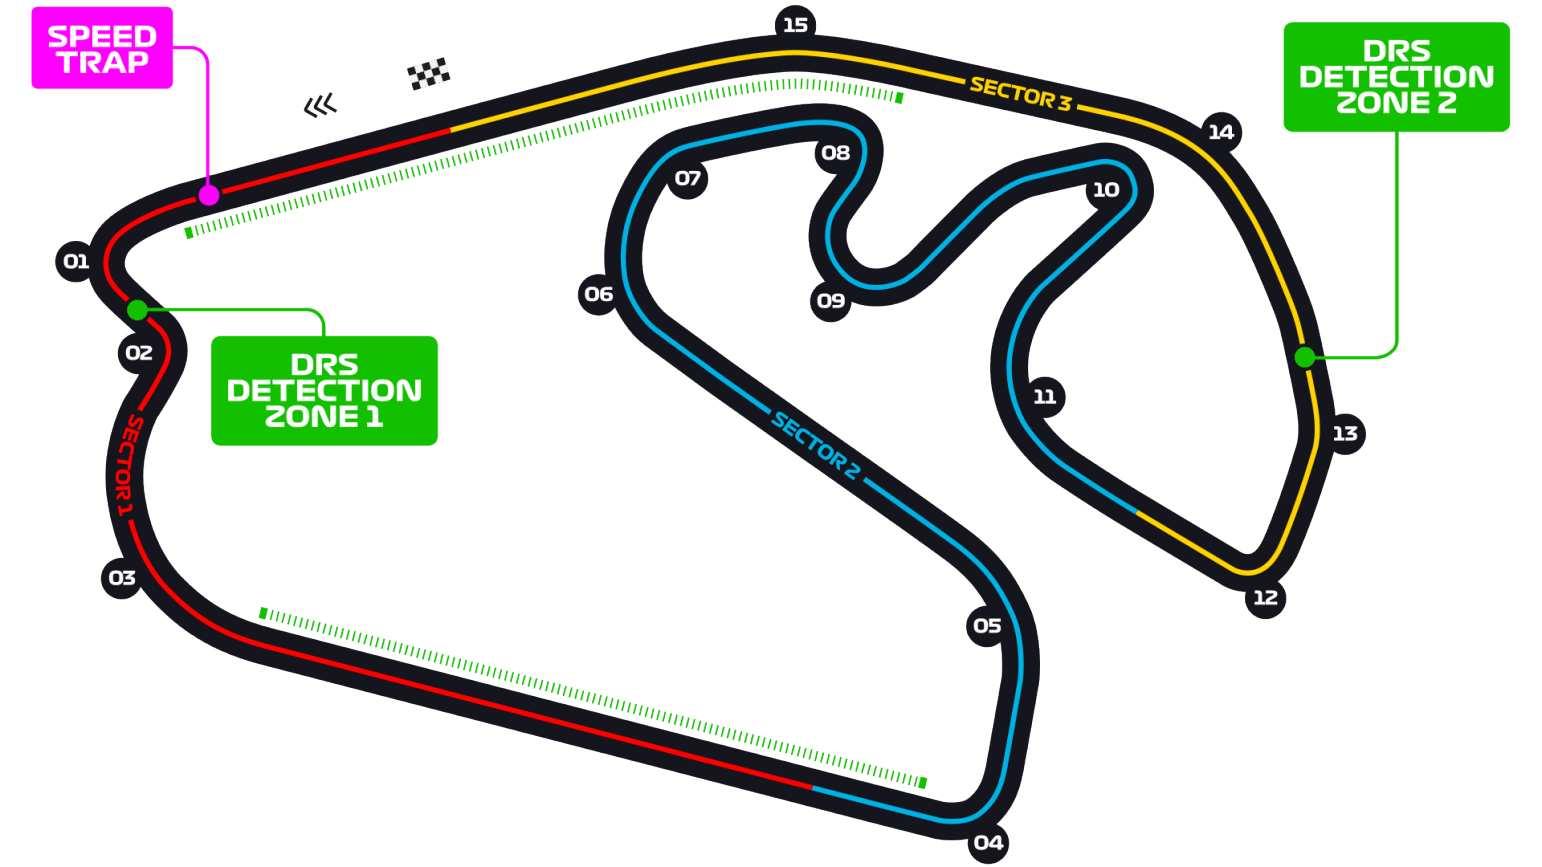 SPEED
TRAP
15
SECTOR 3
DRS
DETECTION
ZONE 2
14
08
07
10
01
06
09
02
DRS
DETECTION
ZONE 1
11
13
SECTOR 2
SECTOR 1
03
12
05
04